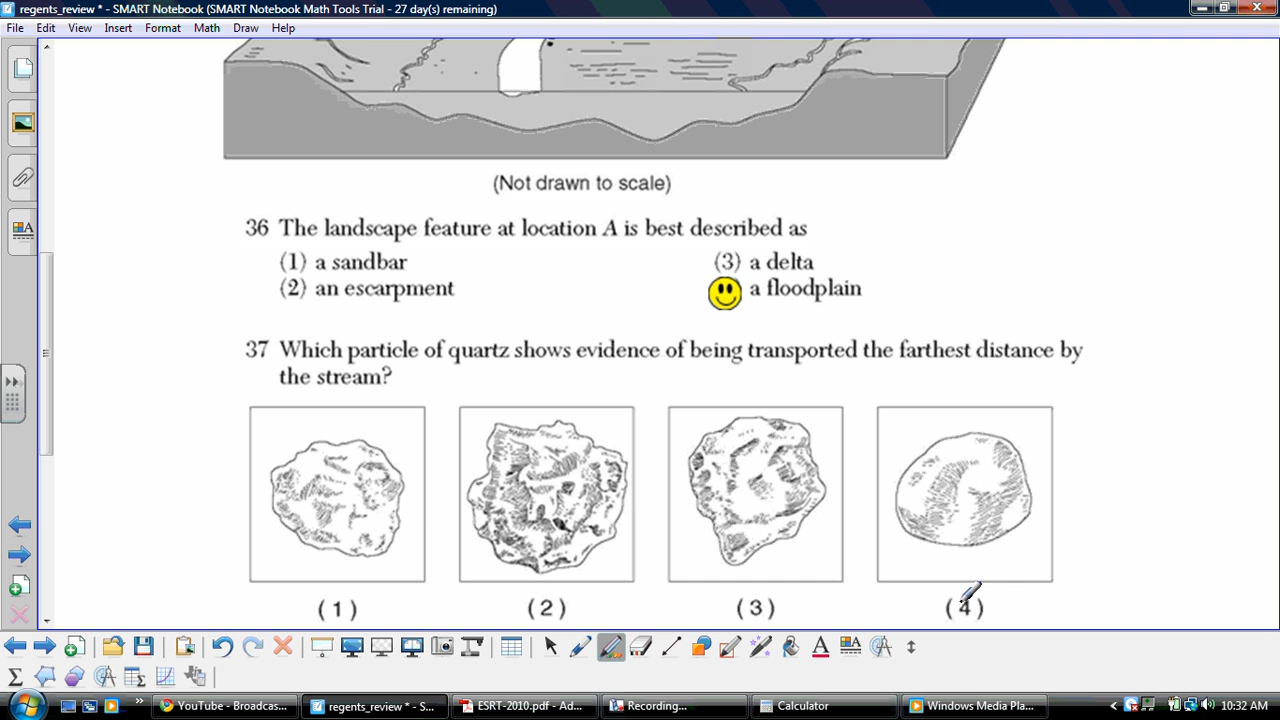 regents_review * - SMART Notebook (SMART Notebook Math Tools Trial - 27 day(s) remaining)
File Edit View Insert Format Math Draw Help
(Not drawn to scale)
36 The landscape feature at location A is best described as
(1) a sandbar (3) a delta
(2) an escarpment a floodplain
37 Which particle of quartz shows evidence of being transported the farthest distance by
the stream?
(1) (2) (3) (4)
YouTube - Broadcas... regents_review * - S... ESRT-2010.pdf - Ad... Recording... Calculator Windows Media Pla... 10:32 AM